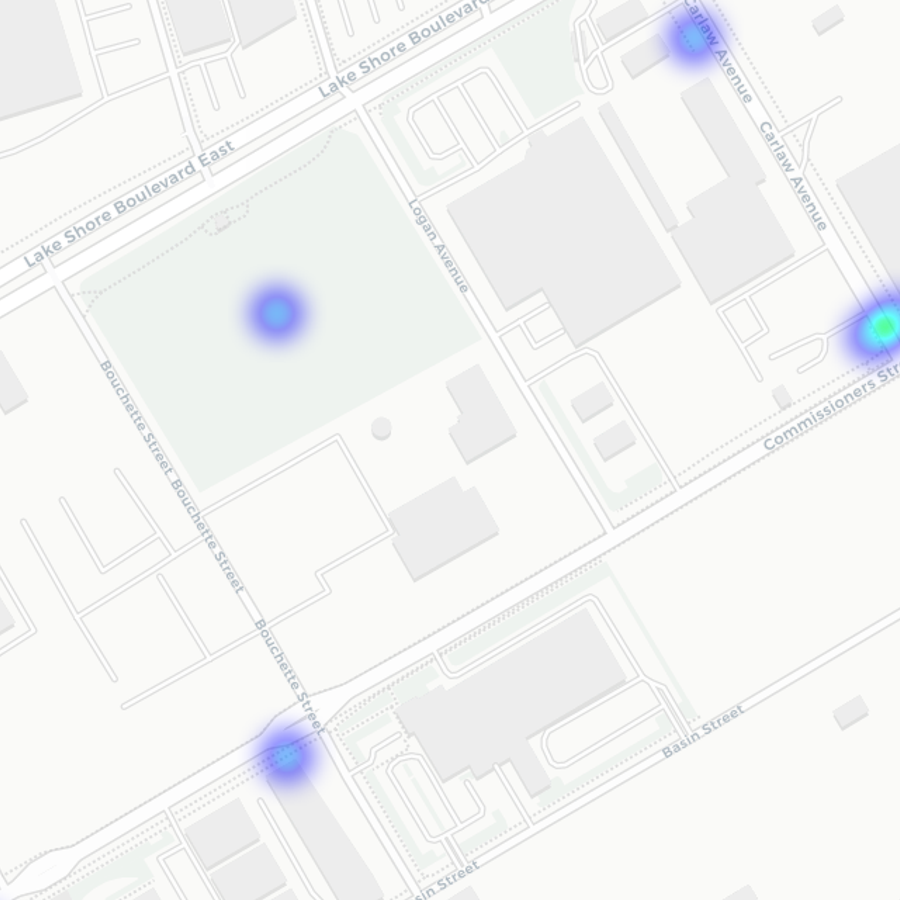 Lake Shore Boulevard
Carlaw Avenue
Carlaw Avenue
Lake Shore Boulevard East
Logan Avenue
Bouchette Street
Bouchette Street
Commissioners Str
Bouchette Street
Basin Street
sin Street